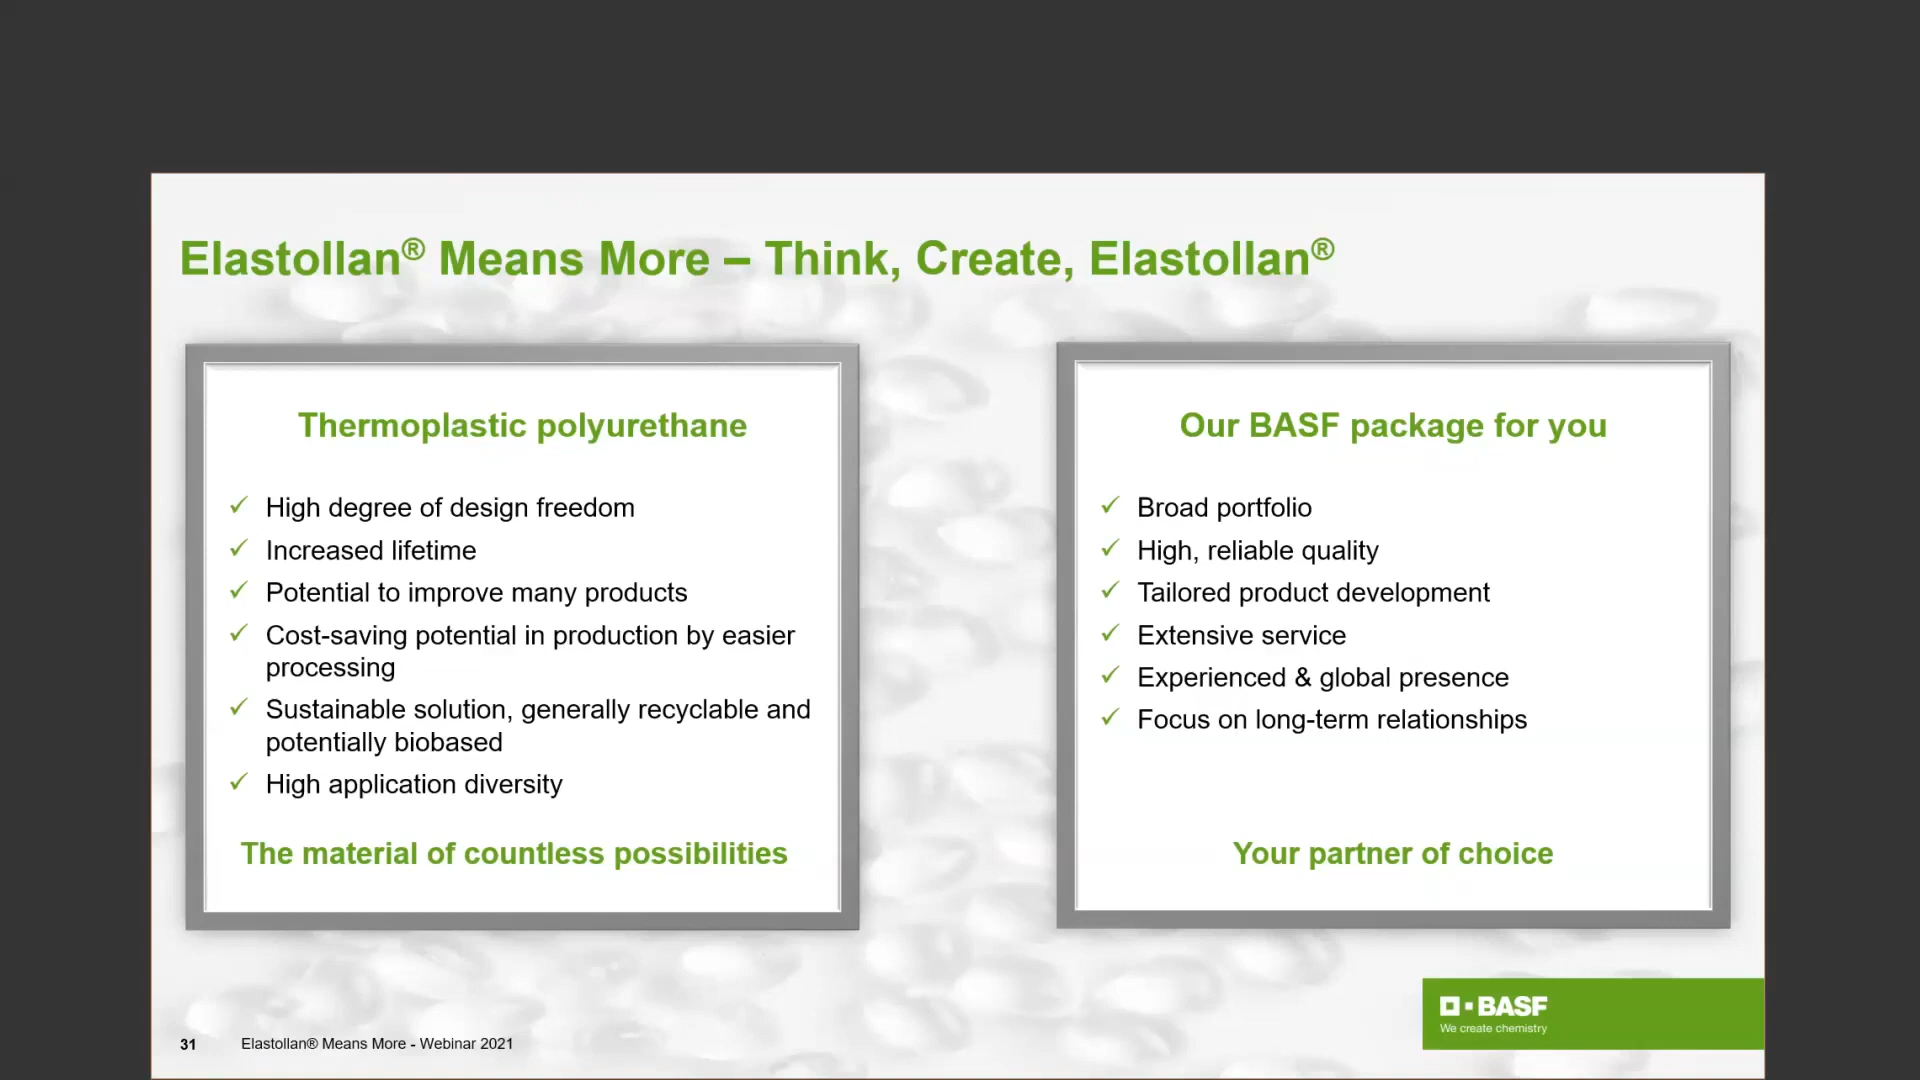 Elastollan® Means More – Think, Create, Elastollan®
Thermoplastic polyurethane
✓ High degree of design freedom
✓ Increased lifetime
✓ Potential to improve many products
✓ Cost-saving potential in production by easier
processing
✓ Sustainable solution, generally recyclable and
potentially biobased
✓ High application diversity
The material of countless possibilities
Our BASF package for you
✓ Broad portfolio
✓ High, reliable quality
✓ Tailored product development
✓ Extensive service
✓ Experienced & global presence
✓ Focus on long-term relationships
Your partner of choice
31 Elastollan® Means More - Webinar 2021
BASF
We create chemistry